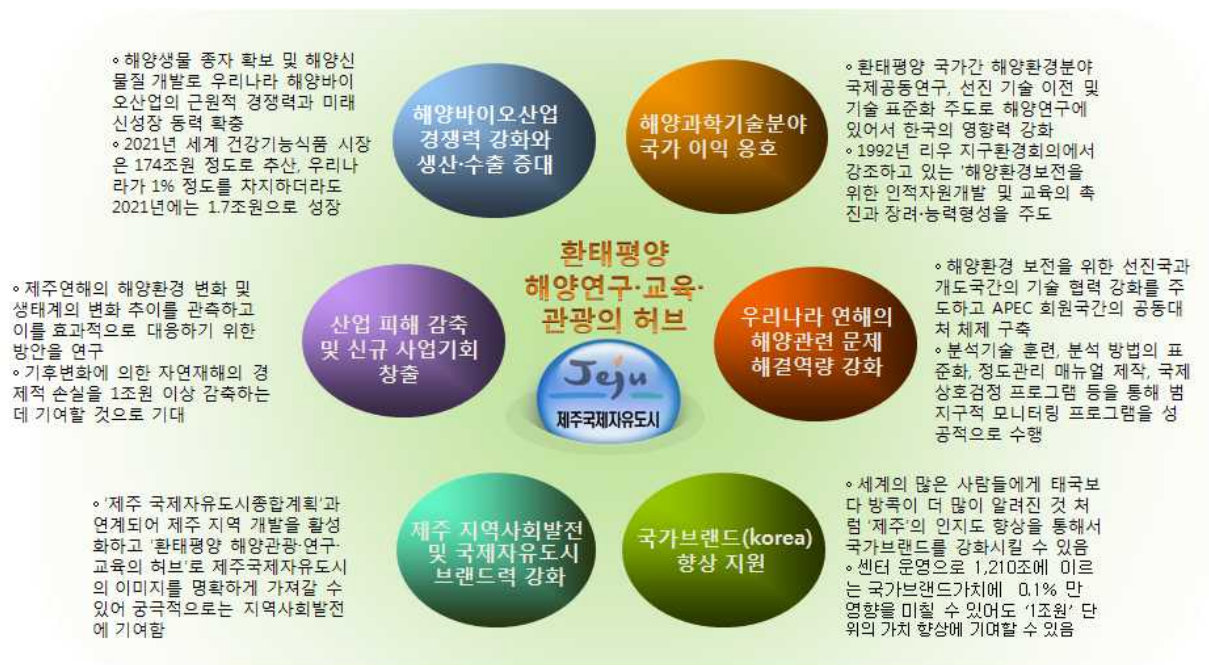 ◦ 해양생물 종자 확보 및 해양신
물질 개발로 우리나라 해양바이
오산업의 근원적 경쟁력과 미래
신성장 동력 확충
◦ 2021년 세계 건강기능식품 시장
은 174조원 정도로 추산, 우리나
라가 1% 정도를 차지하더라도
2021년에는 1.7조원으로 성장
해양바이오산업
경쟁력 강화와
생산·수출 증대
해양과학기술분야
국가 이익 옹호
◦ 환태평양 국가간 해양환경분야
국제공동연구, 선진 기술 이전 및
기술 표준화 주도로 해양연구에
있어서 한국의 영향력 강화
◦ 1992년 리우 지구환경회의에서
강조하고 있는 '해양환경보전을
위한 인적자원개발 및 교육의 촉
진과 장려·능력형성을 주도
◦ 제주연해의 해양환경 변화 및
생태계의 변화 추이를 관측하고
이를 효과적으로 대응하기 위한
방안을 연구
◦ 기후변화에 의한 자연재해의 경
제적 손실을 1조원 이상 감축하는
데 기여할 것으로 기대
산업 피해 감축
및 신규 사업기회
창출
환태평양
해양연구·교육·
관광의 허브
Jeju
제주국제자유도시
우리나라 연해의
해양관련 문제
해결역량 강화
◦ 해양환경 보전을 위한 선진국과
개도국간의 기술 협력 강화를 주
도하고 APEC 회원국간의 공동대
처 체제 구축
◦ 분석기술 훈련, 분석 방법의 표
준화, 정도관리 매뉴얼 제작, 국제
상호검정 프로그램 등을 통해 범
지구적 모니터링 프로그램을 성
공적으로 수행
◦ '제주 국제자유도시종합계획'과
연계되어 제주 지역 개발을 활성
화하고 '환태평양 해양관광·연구·
교육의 허브'로 제주국제자유도시
의 이미지를 명확하게 가져갈 수
있어 궁극적으로는 지역사회발전
에 기여함
제주 지역사회발전
및 국제자유도시
브랜드력 강화
국가브랜드(korea)
향상 지원
◦ 세계의 많은 사람들에게 태국보
다 방콕이 더 많이 알려진 것 처
럼 '제주'의 인지도 향상을 통해서
국가브랜드를 강화시킬 수 있음
◦ 센터 운영으로 1,210조에 이르
는 국가브랜드가치에 0.1% 만
영향을 미칠 수 있어도 '1조원' 단
위의 가치 향상에 기여할 수 있음